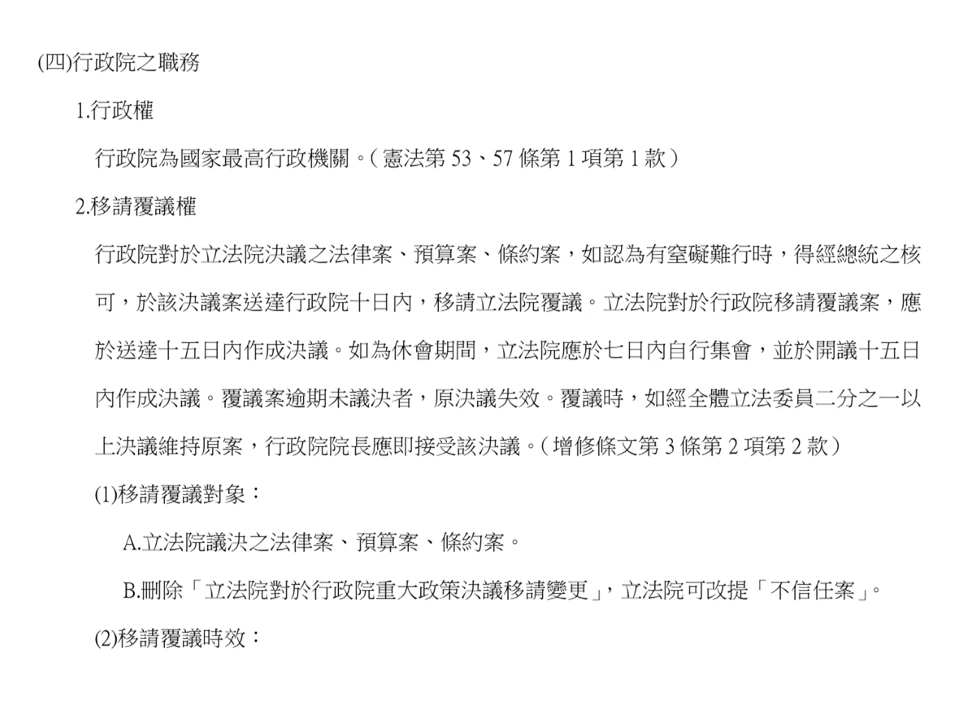 (四)行政院之職務
1.行政權
行政院為國家最高行政機關。（憲法第 53、57 條第 1 項第 1 款）
2.移請覆議權
行政院對於立法院決議之法律案、預算案、條約案，如認為有窒礙難行時，得經總統之核
可，於該決議案送達行政院十日內，移請立法院覆議。立法院對於行政院移請覆議案，應
於送達十五日內作成決議。如為休會期間，立法院應於七日內自行集會，並於開議十五日
內作成決議。覆議案逾期未議決者，原決議失效。覆議時，如經全體立法委員二分之一以
上決議維持原案，行政院院長應即接受該決議。（增修條文第 3 條第 2 項第 2 款）
(1)移請覆議對象：
A.立法院議決之法律案、預算案、條約案。
B.刪除「立法院對於行政院重大政策決議移請變更」，立法院可改提「不信任案」。
(2)移請覆議時效：